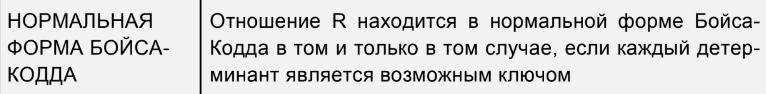 НОРМАЛЬНАЯ
ФОРМА БОЙСА-
КОДДА
Отношение R находится в нормальной форме Бойса-
Кодда в том и только в том случае, если каждый детер-
минант является возможным ключом